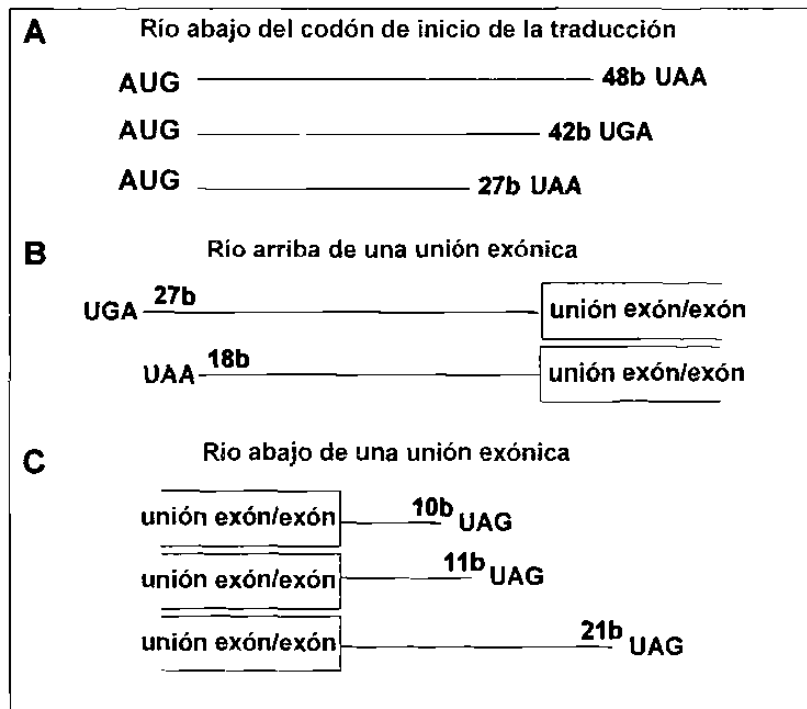 A Río abajo del codón de inicio de la traducción
AUG 48b UAA
AUG 42b UGA
AUG 27b UAA
B Río arriba de una unión exónica
UGA 27b unión exón/exón
UAA 18b unión exón/exón
C Río abajo de una unión exónica
unión exón/exón 10b UAG
unión exón/exón 11b UAG
unión exón/exón 21b UAG